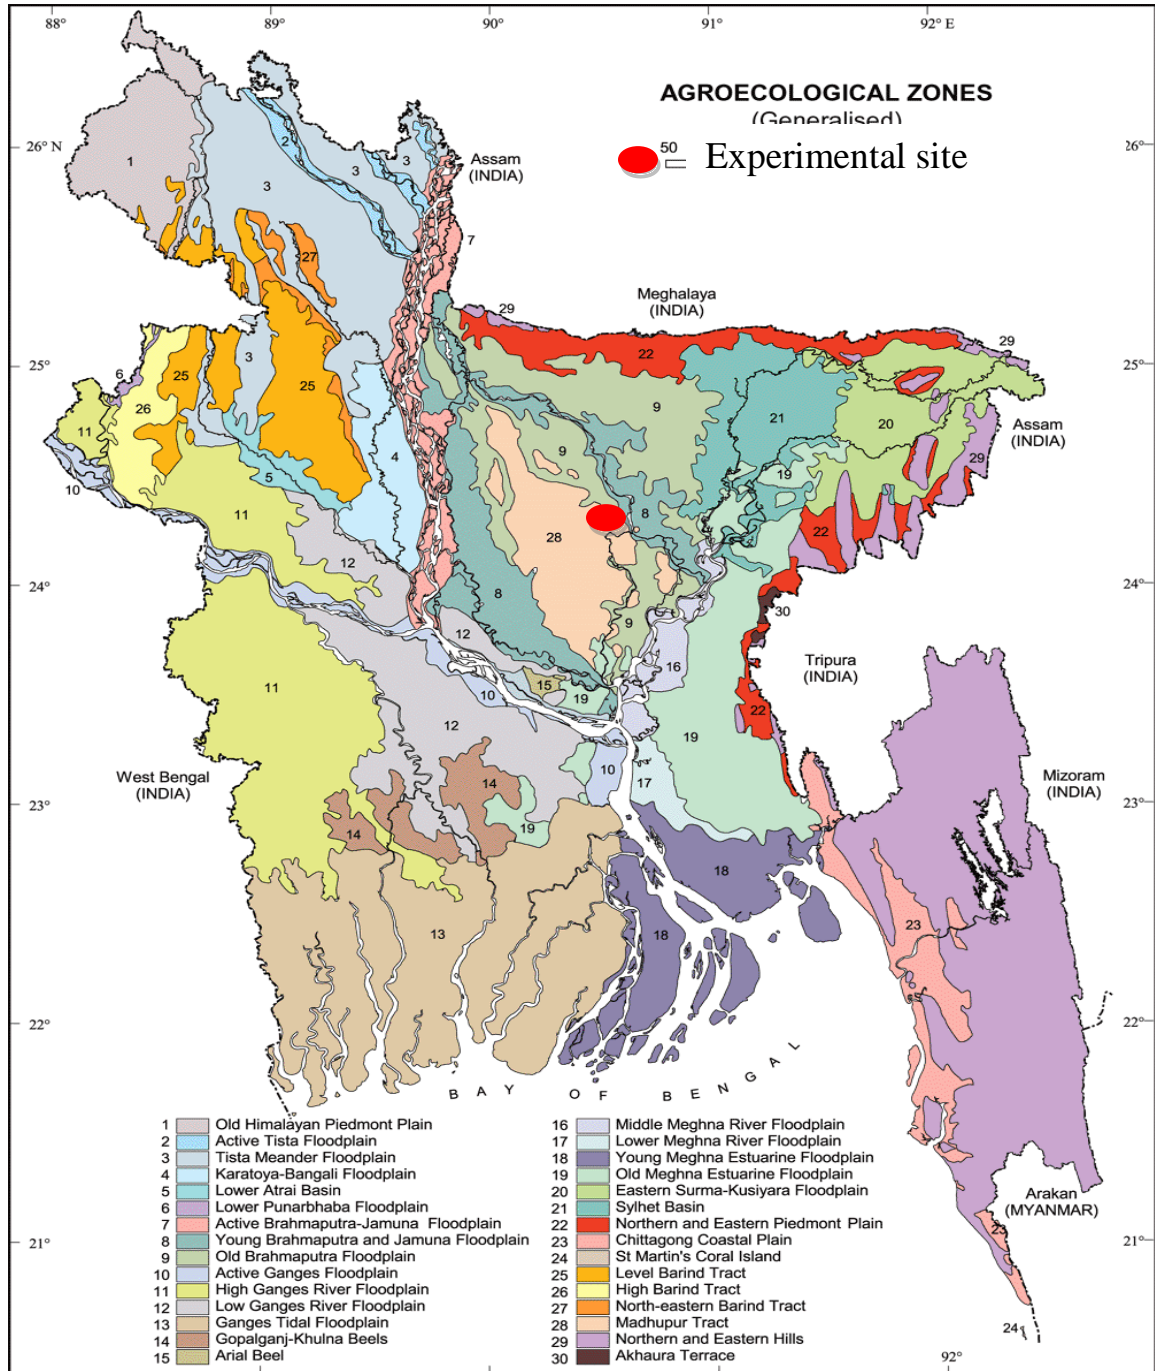 88° 89° 90° 91° 92° E
AGROECOLOGICAL ZONES
(Generalised)
50
Experimental site
26° N
26°
Assam
(INDIA)
Meghalaya
(INDIA)
25°
25°
Assam
(INDIA)
24°
24°
Tripura
(INDIA)
West Bengal
(INDIA)
Mizoram
(INDIA)
23°
23°
22°
22°
BAY OF BENGAL
Arakan
(MYANMAR)
21°
21°
89° 90° 92°
1
2
3
3
3
7
27
29
29
22
3
25
25
6
26
11
10
5
4
9
9
21
20
19
29
28
8
22
11
12
8
30
12
9
16
15
19
10
22
11
12
19
10
17
14
14
19
18
13
18
23
23
24
1 Old Himalayan Piedmont Plain
2 Active Tista Floodplain
3 Tista Meander Floodplain
4 Karatoya-Bangali Floodplain
5 Lower Atrai Basin
6 Lower Punarbhaba Floodplain
7 Active Brahmaputra-Jamuna Floodplain
8 Young Brahmaputra and Jamuna Floodplain
9 Old Brahmaputra Floodplain
10 Active Ganges Floodplain
11 High Ganges River Floodplain
12 Low Ganges River Floodplain
13 Ganges Tidal Floodplain
14 Gopalganj-Khulna Beels
15 Arial Beel
16 Middle Meghna River Floodplain
17 Lower Meghna River Floodplain
18 Young Meghna Estuarine Floodplain
19 Old Meghna Estuarine Floodplain
20 Eastern Surma-Kusiyara Floodplain
21 Sylhet Basin
22 Northern and Eastern Piedmont Plain
23 Chittagong Coastal Plain
24 St Martin's Coral Island
25 Level Barind Tract
26 High Barind Tract
27 North-eastern Barind Tract
28 Madhupur Tract
29 Northern and Eastern Hills
30 Akhaura Terrace